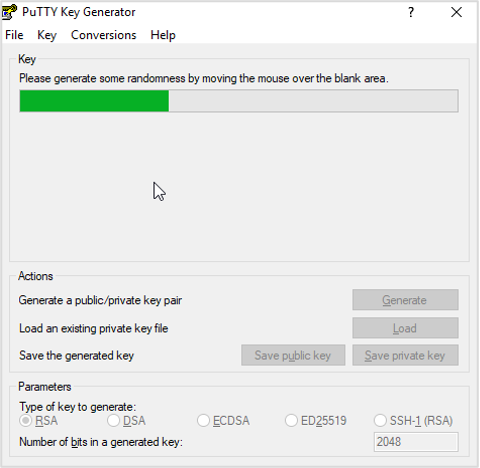 PuTTY Key Generator
?
File Key Conversions Help
Key
Please generate some randomness by moving the mouse over the blank area.
Actions
Generate a public/private key pair
Generate
Load an existing private key file
Load
Save the generated key
Save public key
Save private key
Parameters
Type of key to generate:
RSA DSA ECDSA ED25519 SSH-1 (RSA)
Number of bits in a generated key:
2048